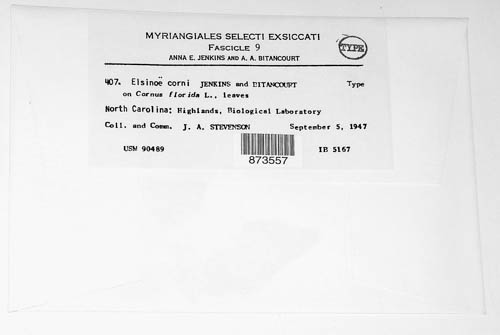 MYRIANGIALES SELECTI EXSICCATI
FASCICLE 9
TYPE
ANNA E. JENKINS AND A. A. BITANCOURT
407. Elsinoë corni JENKINS and BITANCOURT Type
on Cornus florida L., leaves
North Carolina: Highlands, Biological Laboratory
Coll. and Comm. J. A. STEVENSON September 5, 1947
USM 90489 IB 5167
873557